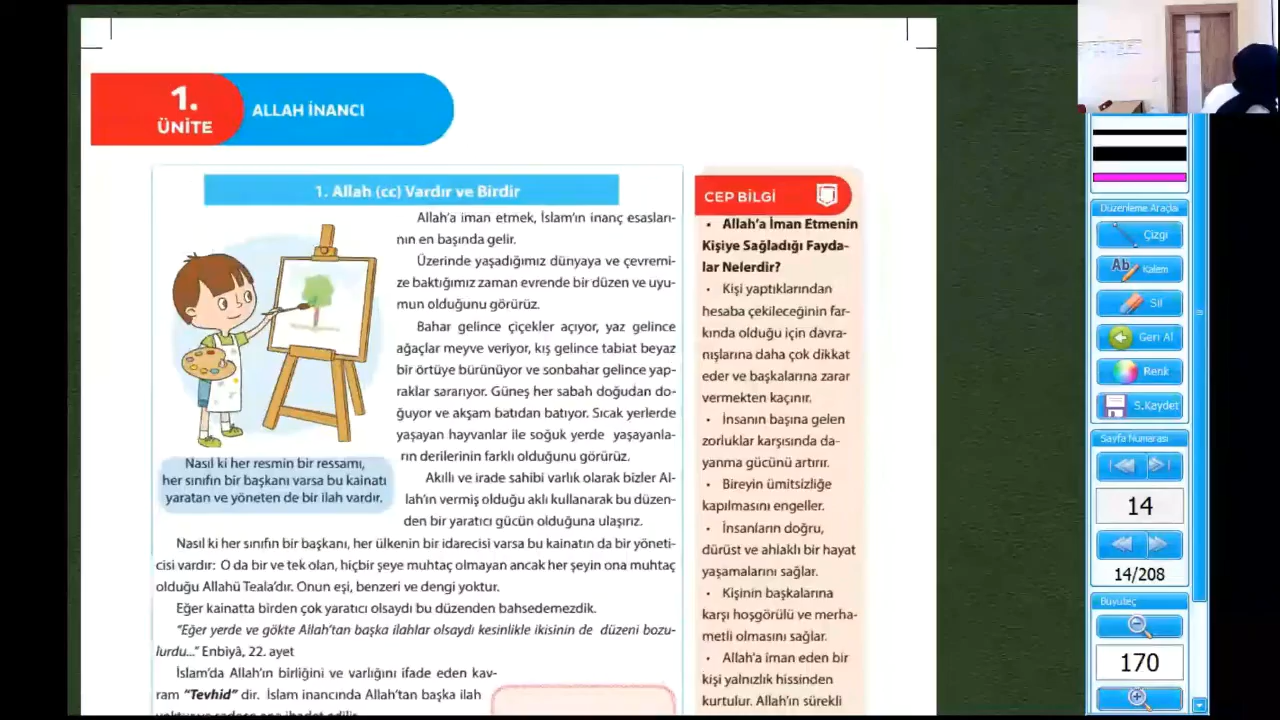 1.
ÜNİTE
ALLAH İNANCI
1. Allah (cc) Vardır ve Birdir
Allah’a iman etmek, İslam’ın inanç esasları-
nın en başında gelir.
Üzerinde yaşadığımız dünyaya ve çevremi-
ze baktığımız zaman evrende bir düzen ve uyu-
mun olduğunu görürüz.
Bahar gelince çiçekler açıyor, yaz gelince
ağaçlar meyve veriyor, kış gelince tabiat beyaz
bir örtüye bürünüyor ve sonbahar gelince yap-
raklar sararıyor. Güneş her sabah doğudan do-
ğuyor ve akşam batıdan batıyor. Sıcak yerlerde
yaşayan hayvanlar ile soğuk yerde yaşayanla-
rın derilerinin farklı olduğunu görürüz.
Akıllı ve irade sahibi varlık olarak bizler Al-
lah’ın vermiş olduğu aklı kullanarak bu düzen-
den bir yaratıcı gücün olduğuna ulaşırız.
Nasıl ki her resmin bir ressamı,
her sınıfın bir başkanı varsa bu kainatı
yaratan ve yöneten de bir ilah vardır.
Nasıl ki her sınıfın bir başkanı, her ülkenin bir idarecisi varsa bu kainatın da bir yöneti-
cisi vardır: O da bir ve tek olan, hiçbir şeye muhtaç olmayan ancak her şeyin ona muhtaç
olduğu Allahü Teala’dır. Onun eşi, benzeri ve dengi yoktur.
Eğer kainatta birden çok yaratıcı olsaydı bu düzenden bahsedemezdik.
“Eğer yerde ve gökte Allah’tan başka ilahlar olsaydı kesinlikle ikisinin de düzeni bozu-
lurdu...” Enbiyâ, 22. ayet
İslam’da Allah’ın birliğini ve varlığını ifade eden kav-
ram “Tevhid” dir. İslam inancında Allah’tan başka ilah
yoktur ve sadece ona ibadet edilir.
CEP BİLGİ
• Allah’a İman Etmenin
Kişiye Sağladığı Fayda-
lar Nelerdir?
• Kişi yaptıklarından
hesaba çekileceğinin far-
kında olduğu için davra-
nışlarına daha çok dikkat
eder ve başkalarına zarar
vermekten kaçınır.
• İnsanın başına gelen
zorluklar karşısında da-
yanma gücünü artırır.
• Bireyin ümitsizliğe
kapılmasını engeller.
• İnsanların doğru,
dürüst ve ahlaklı bir hayat
yaşamalarını sağlar.
• Kişinin başkalarına
karşı hoşgörülü ve merha-
metli olmasını sağlar.
• Allah’a iman eden bir
kişi yalnızlık hissinden
kurtulur. Allah’ın sürekli
Düzenleme Araçla
Çizgi
Ab
Kalem
Sil
Geri Al
Renk
S.Kaydet
Sayfa Numarası
14
14/208
Büyüteç
170